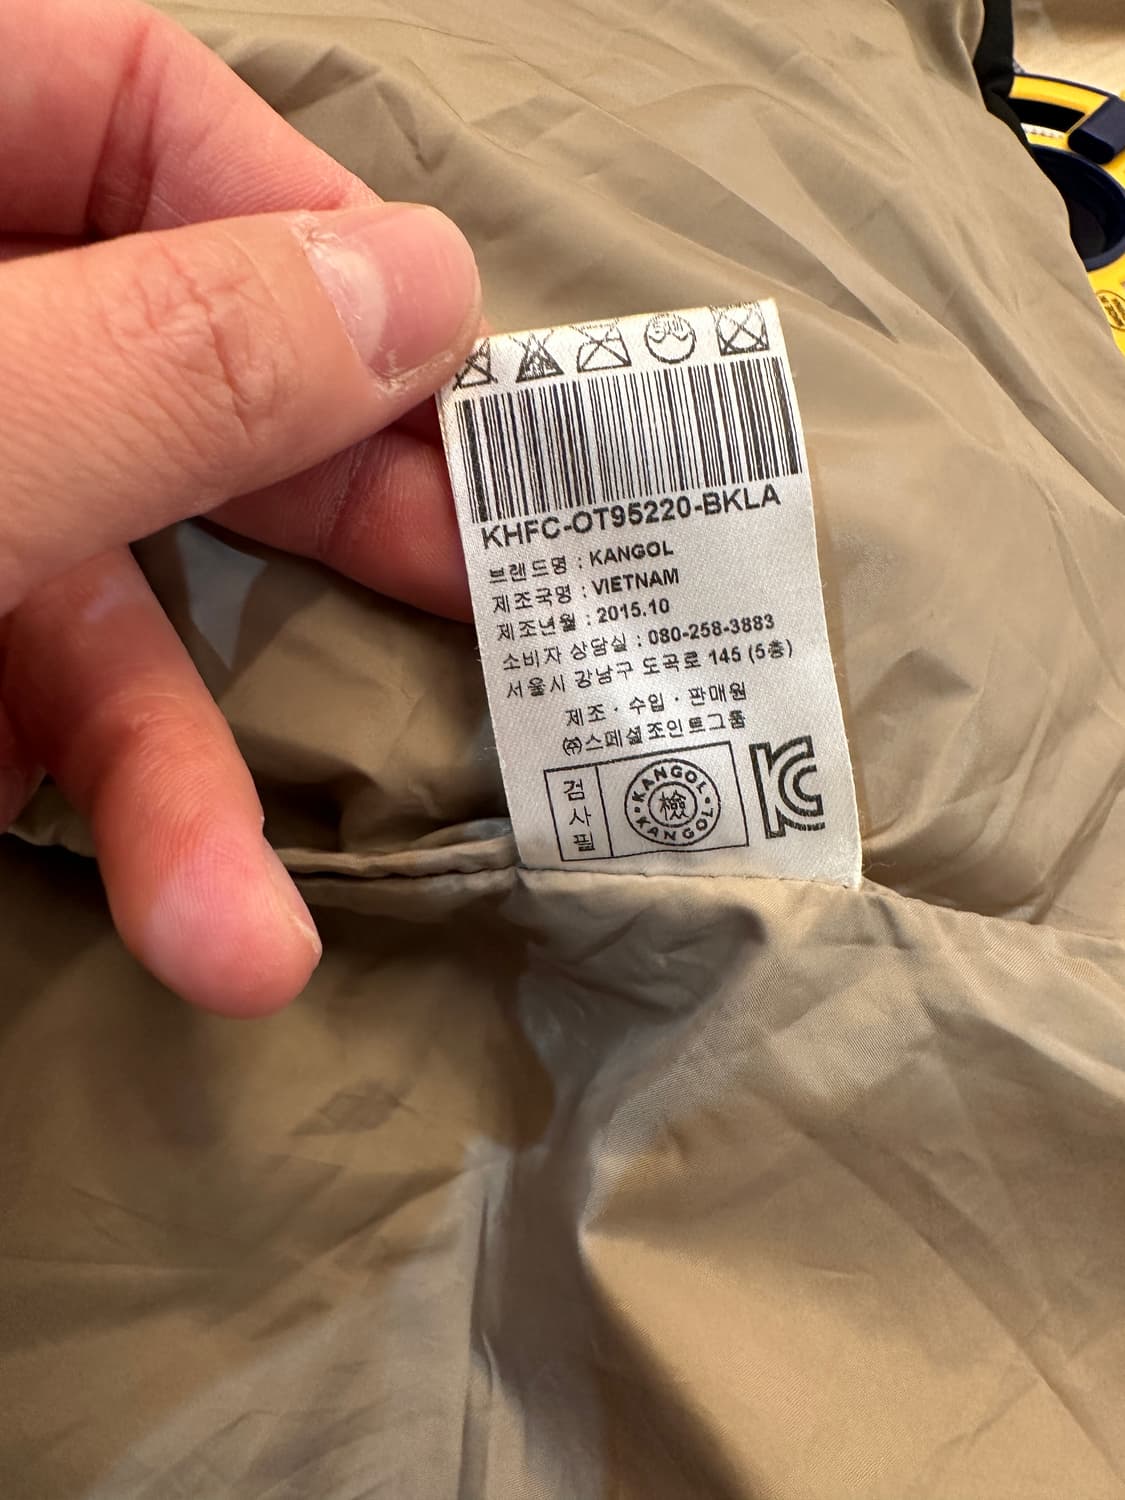 KHFC-OT95220-BKLA
브랜드명 : KANGOL
제조국명 : VIETNAM
제조년월 : 2015.10
소비자 상담실 : 080-258-3883
서울시 강남구 도곡로 145 (5층)
제조 · 수입 · 판매원
㈜스페셜조인트그룹
검사필
KANGOL
檢
KANGOL
KC